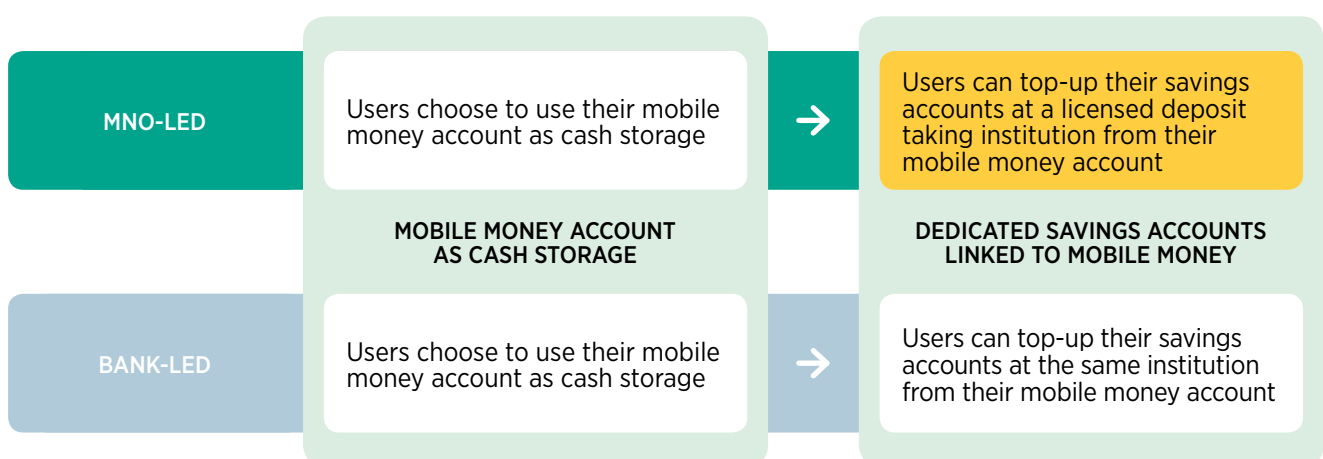 MNO-LED
Users choose to use their mobile
money account as cash storage
Users can top-up their savings
accounts at a licensed deposit
taking institution from their
mobile money account
MOBILE MONEY ACCOUNT
AS CASH STORAGE
DEDICATED SAVINGS ACCOUNTS
LINKED TO MOBILE MONEY
BANK-LED
Users choose to use their mobile
money account as cash storage
Users can top-up their savings
accounts at the same institution
from their mobile money account